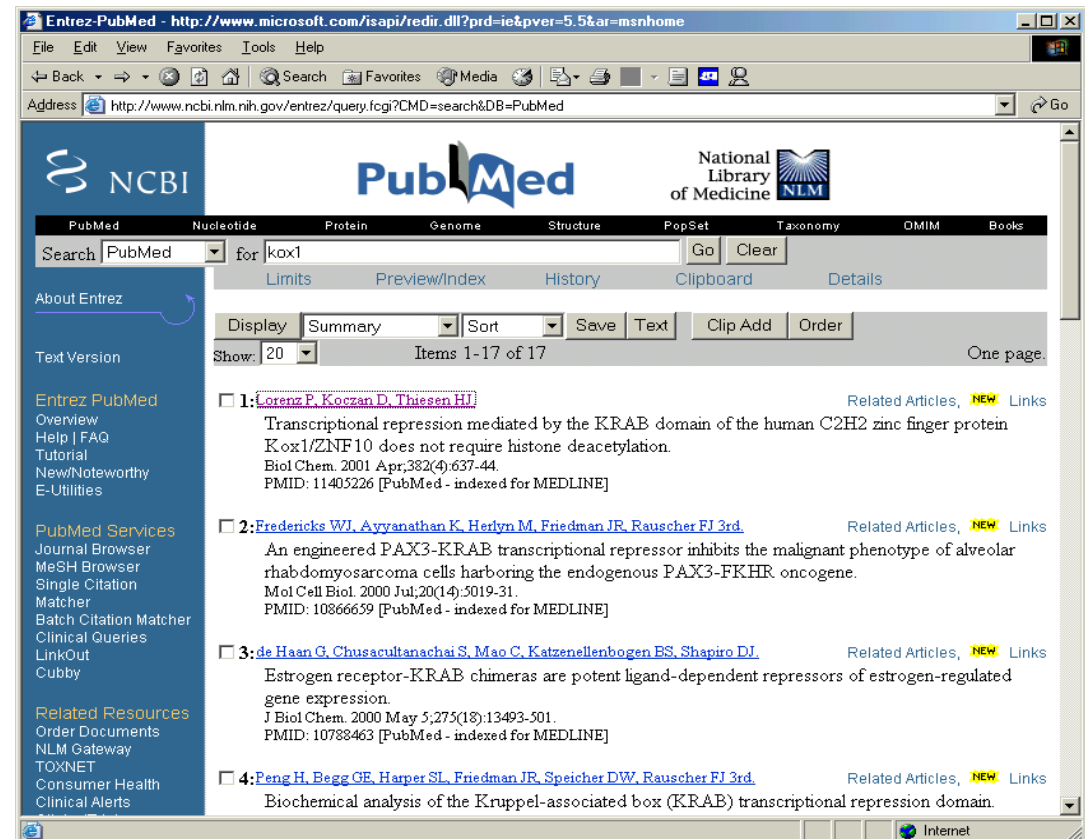 Entrez-PubMed - http://www.microsoft.com/isapi/redir.dll?prd=ie&pver=5.5&ar=msnhome
File Edit View Favorites Tools Help
Back Search Favorites Media
Address http://www.ncbi.nlm.nih.gov/entrez/query.fcgi?CMD=search&DB=PubMed Go
NCBI
PubMed
National
Library
of Medicine NLM
PubMed Nucleotide Protein Genome Structure PopSet Taxonomy OMIM Books
Search PubMed for kox1 Go Clear
Limits Preview/Index History Clipboard Details
About Entrez
Display Summary Sort Save Text Clip Add Order
Show: 20 Items 1-17 of 17 One page.
Text Version
Entrez PubMed
Overview
Help | FAQ
Tutorial
New/Noteworthy
E-Utilities
PubMed Services
Journal Browser
MeSH Browser
Single Citation
Matcher
Batch Citation Matcher
Clinical Queries
LinkOut
Cubby
Related Resources
Order Documents
NLM Gateway
TOXNET
Consumer Health
Clinical Alerts
1: Lorenz P, Koczan D, Thiesen HJ. Related Articles, NEW Links
Transcriptional repression mediated by the KRAB domain of the human C2H2 zinc finger protein
Kox1/ZNF10 does not require histone deacetylation.
Biol Chem. 2001 Apr;382(4):637-44.
PMID: 11405226 [PubMed - indexed for MEDLINE]
2: Fredericks WJ, Ayyanathan K, Herlyn M, Friedman JR, Rauscher FJ 3rd. Related Articles, NEW Links
An engineered PAX3-KRAB transcriptional repressor inhibits the malignant phenotype of alveolar
rhabdomyosarcoma cells harboring the endogenous PAX3-FKHR oncogene.
Mol Cell Biol. 2000 Jul;20(14):5019-31.
PMID: 10866659 [PubMed - indexed for MEDLINE]
3: de Haan G, Chusacultanachai S, Mao C, Katzenellenbogen BS, Shapiro DJ. Related Articles, NEW Links
Estrogen receptor-KRAB chimeras are potent ligand-dependent repressors of estrogen-regulated
gene expression.
J Biol Chem. 2000 May 5;275(18):13493-501.
PMID: 10788463 [PubMed - indexed for MEDLINE]
4: Peng H, Begg GE, Harper SL, Friedman JR, Speicher DW, Rauscher FJ 3rd. Related Articles, NEW Links
Biochemical analysis of the Kruppel-associated box (KRAB) transcriptional repression domain.
Internet